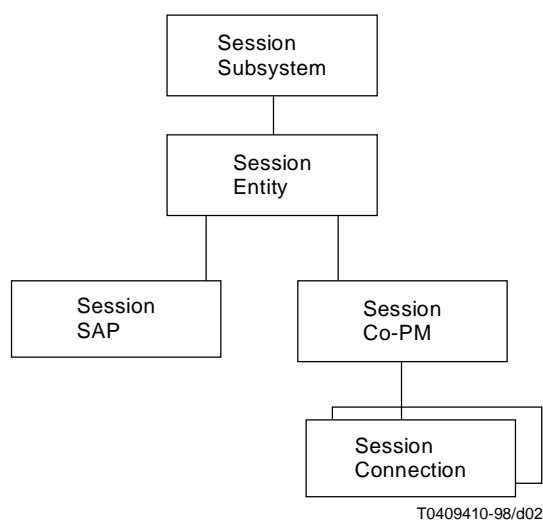 Session
Subsystem
Session
Entity
Session
SAP
Session
Co-PM
Session
Connection
T0409410-98/d02